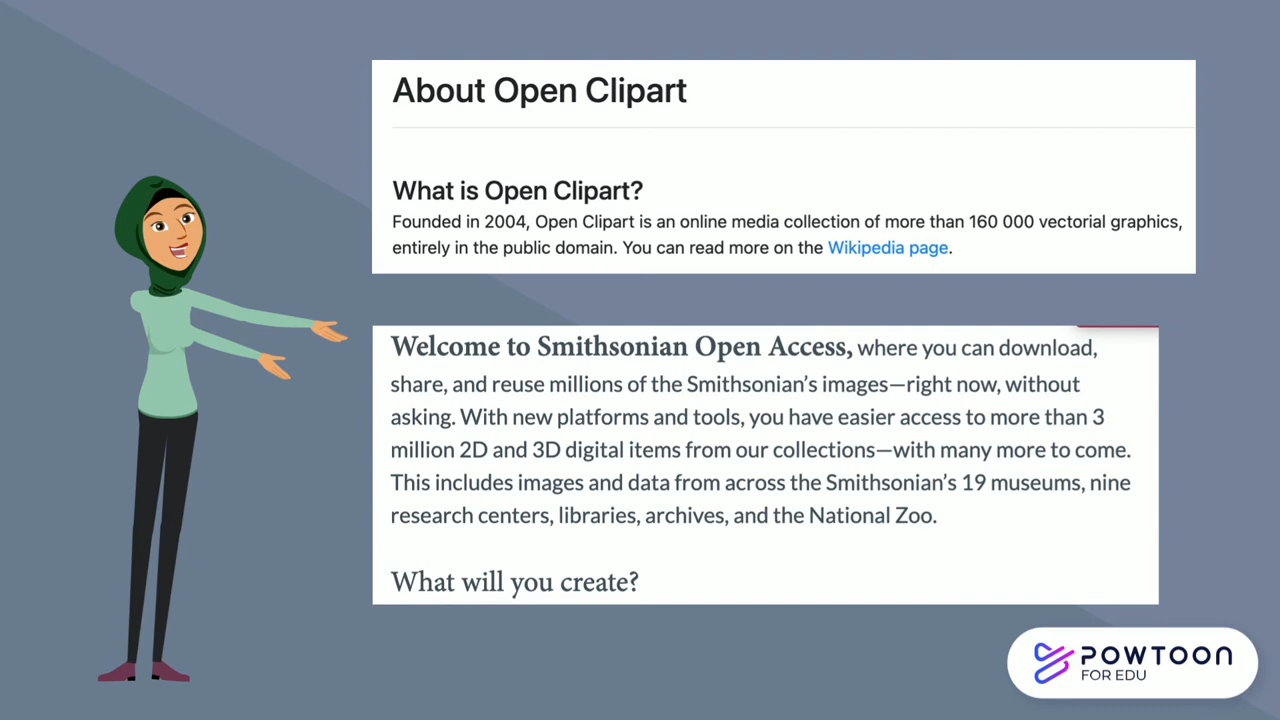 About Open Clipart
What is Open Clipart?
Founded in 2004, Open Clipart is an online media collection of more than 160 000 vectorial graphics,
entirely in the public domain. You can read more on the Wikipedia page.
Welcome to Smithsonian Open Access, where you can download,
share, and reuse millions of the Smithsonian’s images—right now, without
asking. With new platforms and tools, you have easier access to more than 3
million 2D and 3D digital items from our collections—with many more to come.
This includes images and data from across the Smithsonian’s 19 museums, nine
research centers, libraries, archives, and the National Zoo.
What will you create?
POWTOON
FOR EDU